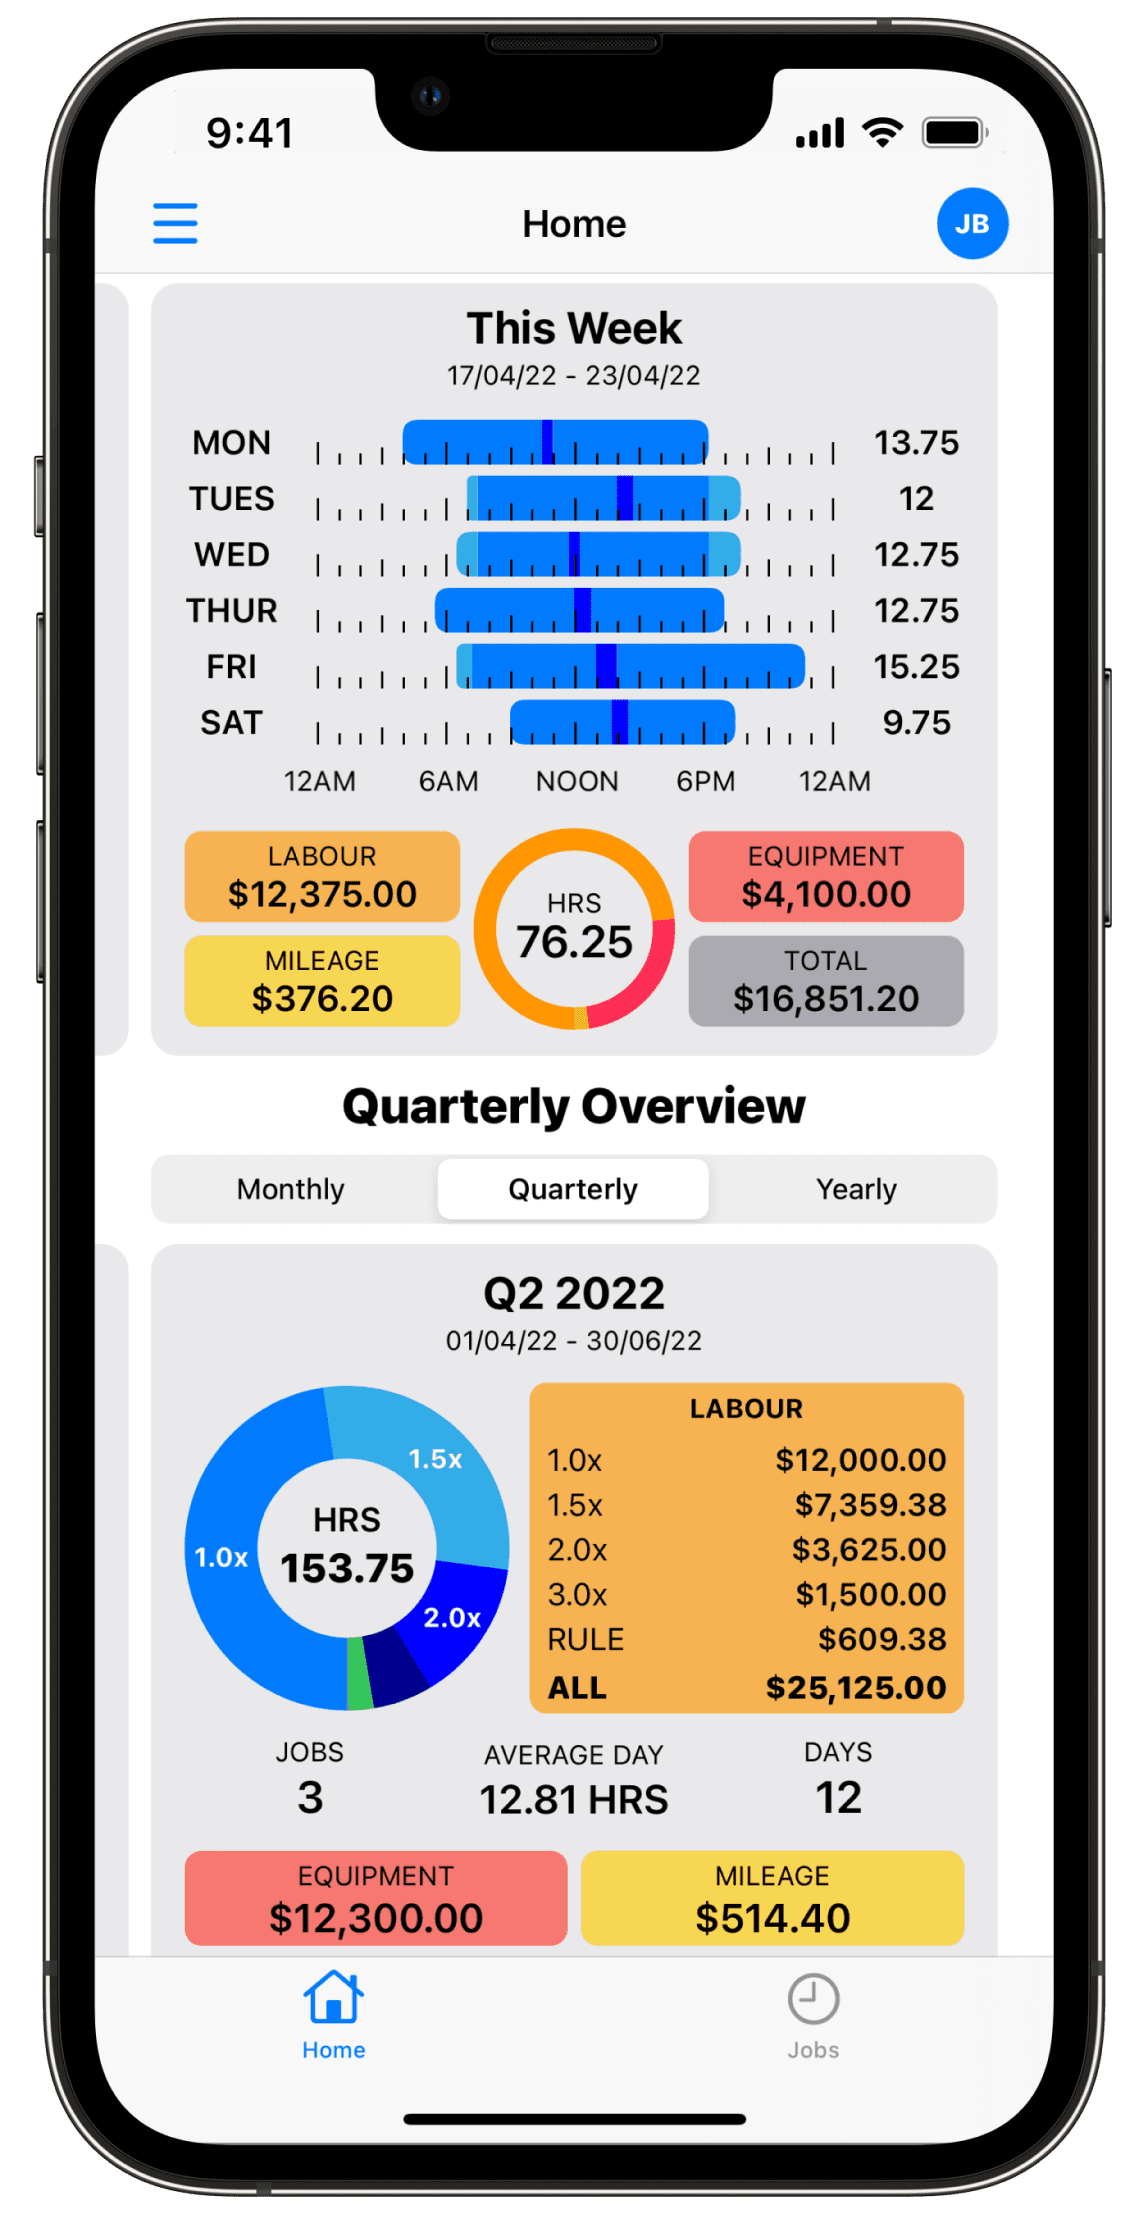 9:41
Home
JB
This Week
17/04/22 - 23/04/22
MON 13.75
TUES 12
WED 12.75
THUR 12.75
FRI 15.25
SAT 9.75
12AM 6AM NOON 6PM 12AM
LABOUR
$12,375.00
MILEAGE
$376.20
HRS
76.25
EQUIPMENT
$4,100.00
TOTAL
$16,851.20
Quarterly Overview
Monthly Quarterly Yearly
Q2 2022
01/04/22 - 30/06/22
1.5x
1.0x
2.0x
HRS
153.75
LABOUR
1.0x $12,000.00
1.5x $7,359.38
2.0x $3,625.00
3.0x $1,500.00
RULE $609.38
ALL $25,125.00
JOBS
3
AVERAGE DAY
12.81 HRS
DAYS
12
EQUIPMENT
$12,300.00
MILEAGE
$514.40
Home
Jobs